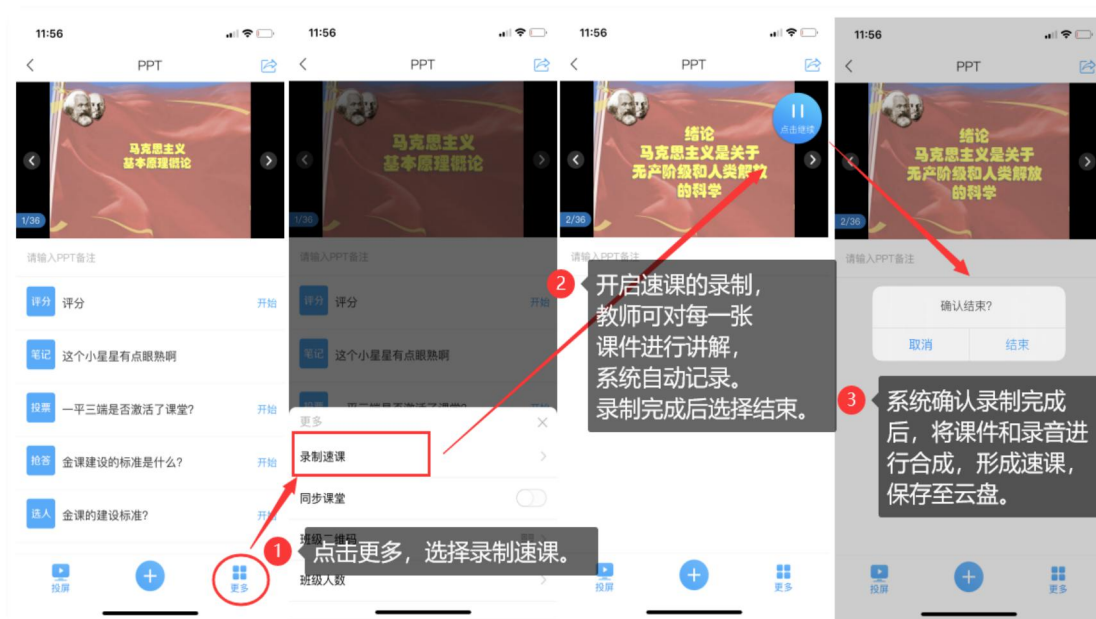 11:56
PPT
马克思主义
基本原理概论
1/36
请输入PPT备注
评分 评分 开始
笔记 这个小星星有点眼熟啊
投票 一平三端是否激活了课堂? 开始
抢答 金课建设的标准是什么? 开始
选人 金课的建设标准? 开始
投屏
更多
11:56
PPT
马克思主义
基本原理概论
1/36
请输入PPT备注
评分 评分 开始
笔记 这个小星星有点眼熟啊
投票 一平三端是否激活了课堂?
更多
录制速课
同步课堂
班级二维码
班级人数
1 点击更多,选择录制速课。
11:56
PPT
绪论
马克思主义是关于
无产阶级和人类解放
的科学
点击继续
2/36
请输入PPT备注
2 开启速课的录制,
教师可对每一张
课件进行讲解,
系统自动记录。
录制完成后选择结束。
投屏
更多
11:56
PPT
绪论
马克思主义是关于
无产阶级和人类解放
的科学
2/36
请输入PPT备注
确认结束?
取消 结束
3 系统确认录制完成
后,将课件和录音进
行合成,形成速课,
保存至云盘。
投屏
更多